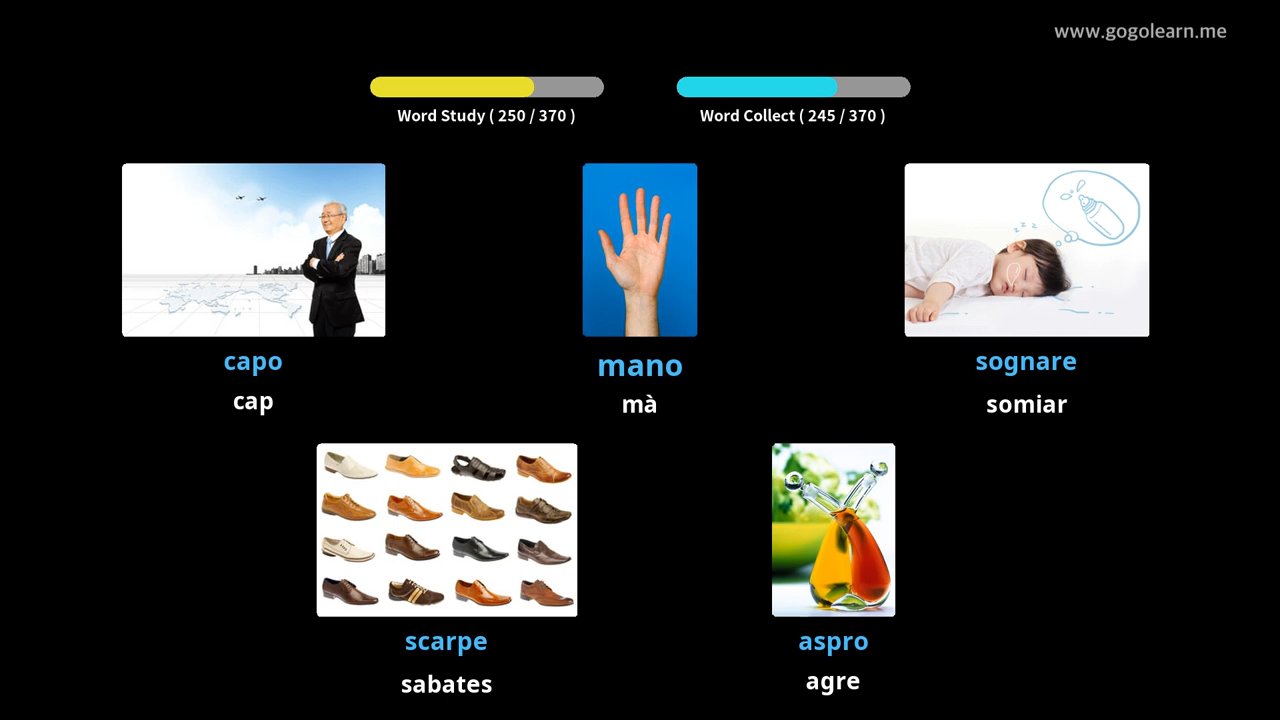 www.gogolearn.me
Word Study ( 250 / 370 )
Word Collect ( 245 / 370 )
capo
cap
mano
mà
sognare
somiar
scarpe
sabates
aspro
agre